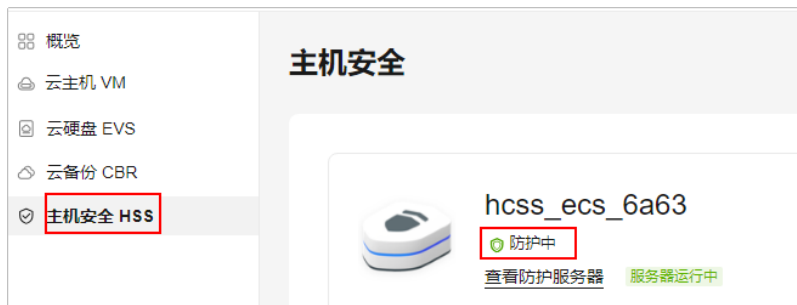 概览
云主机 VM
云硬盘 EVS
云备份 CBR
主机安全 HSS
主机安全
hcss_ecs_6a63
防护中
查看防护服务器 服务器运行中